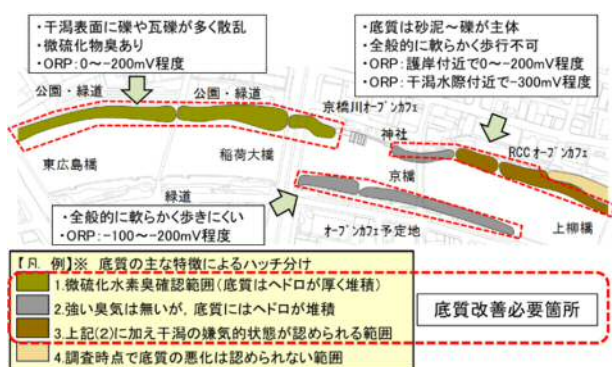 ・干潟表面に礫や瓦礫が多く散乱
・微硫化物臭あり
・ORP:0~-200mV程度
・底質は砂泥~礫が主体
・全般的に軟らかく歩行不可
・ORP:護岸付近で0~-200mV程度
・ORP:干潟水際付近で-300mV程度
公園・緑道
公園・緑道
京橋川オープンカフェ
神社
RCCオープンカフェ
東広島橋
稲荷大橋
京橋
上柳橋
緑道
・全般的に軟らかく歩きにくい
・ORP:-100~-200mV程度
オープンカフェ予定地
【凡 例】※ 底質の主な特徴によるハッチ分け
1.微硫化水素臭確認範囲(底質はヘドロが厚く堆積)
2.強い臭気は無いが、底質にはヘドロが堆積
3.上記(2)に加え干潟の嫌気的状態が認められる範囲
4.調査時点で底質の悪化は認められない範囲
底質改善必要箇所